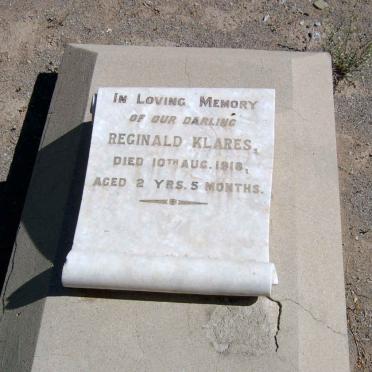 In Loving Memory
OF OUR DARLING
REGINALD KLARES,
DIED 10TH AUG. 1918,
AGED 2 YRS. 5 MONTHS.